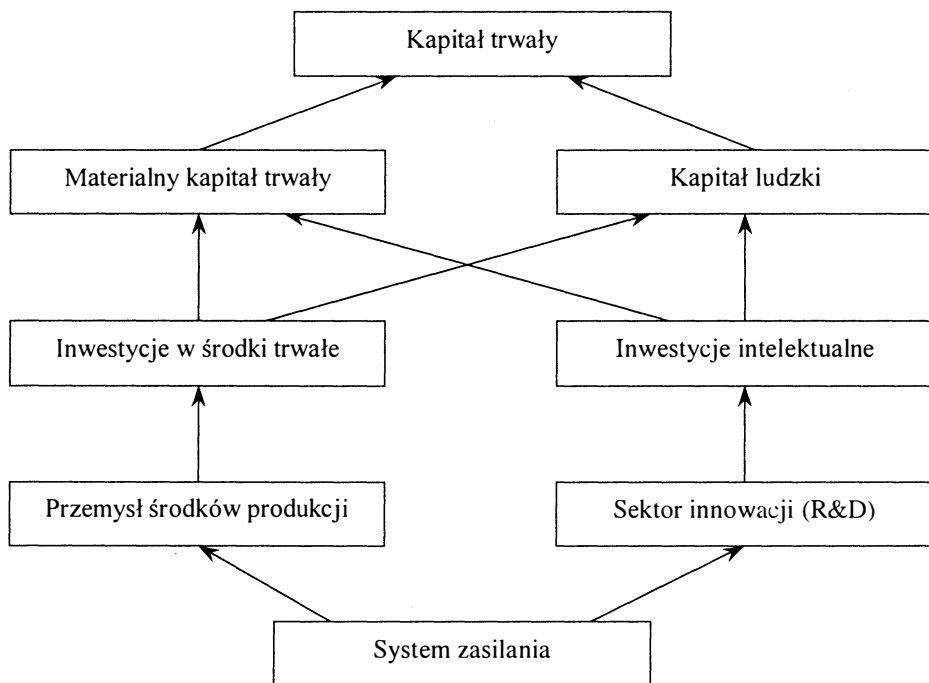 Kapitał trwały
Materialny kapitał trwały
Kapitał ludzki
Inwestycje w środki trwałe
Inwestycje intelektualne
Przemysł środków produkcji
Sektor innowacji (R&D)
System zasilania